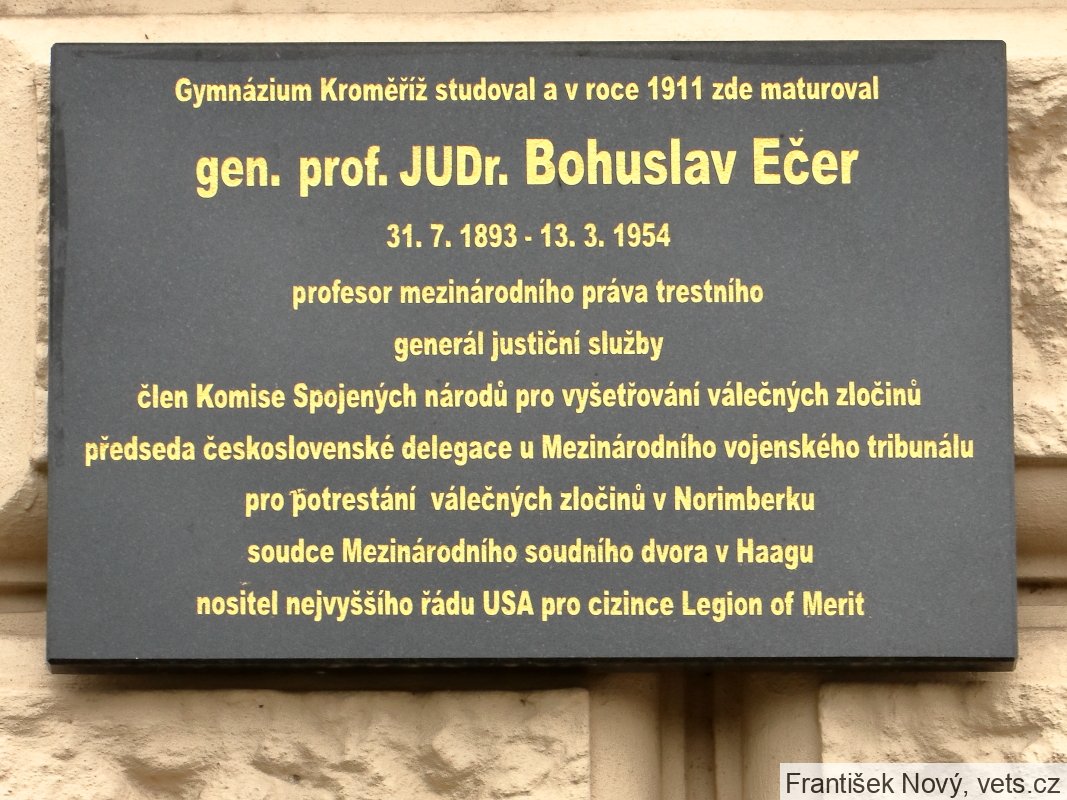 Gymnázium Kroměříž studoval a v roce 1911 zde maturoval
gen. prof. JUDr. Bohuslav Ečer
31. 7. 1893 - 13. 3. 1954
profesor mezinárodního práva trestního
generál justiční služby
člen Komise Spojených národů pro vyšetřování válečných zločinů
předseda československé delegace u Mezinárodního vojenského tribunálu
pro potrestání válečných zločinů v Norimberku
soudce Mezinárodního soudního dvora v Haagu
nositel nejvyššího řádu USA pro cizince Legion of Merit
František Nový, vets.cz